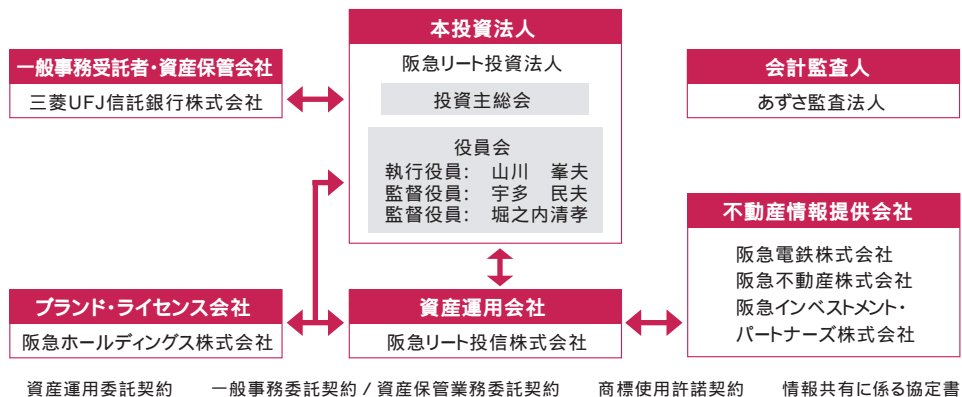 本投資法人
阪急リート投資法人
投資主総会
役員会
執行役員: 山川 峯夫
監督役員: 宇多 民夫
監督役員: 堀之内清孝
一般事務受託者・資産保管会社
三菱UFJ信託銀行株式会社
会計監査人
あずさ監査法人
不動産情報提供会社
阪急電鉄株式会社
阪急不動産株式会社
阪急インベストメント・
パートナーズ株式会社
ブランド・ライセンス会社
阪急ホールディングス株式会社
資産運用会社
阪急リート投信株式会社
資産運用委託契約 一般事務委託契約 / 資産保管業務委託契約 商標使用許諾契約 情報共有に係る協定書